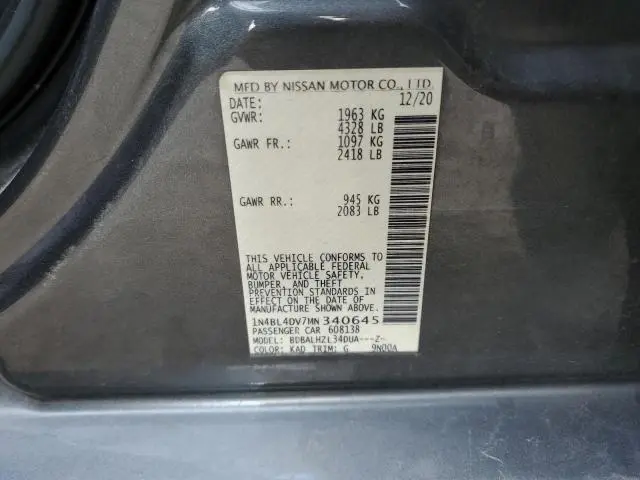 MFD BY NISSAN MOTOR CO., LTD
DATE: 12/20
GVWR: 1963 KG
4328 LB
GAWR FR.: 1097 KG
2418 LB
GAWR RR.: 945 KG
2083 LB
THIS VEHICLE CONFORMS TO
ALL APPLICABLE FEDERAL
MOTOR VEHICLE SAFETY,
BUMPER, AND THEFT
PREVENTION STANDARDS IN
EFFECT ON THE DATE OF
MANUFACTURE SHOWN ABOVE.
1N4BL4DV7MN340645
PASSENGER CAR 608138
MODEL: BDBALHZL34DUA---Z-
COLOR: KAD TRIM: G 9N00A